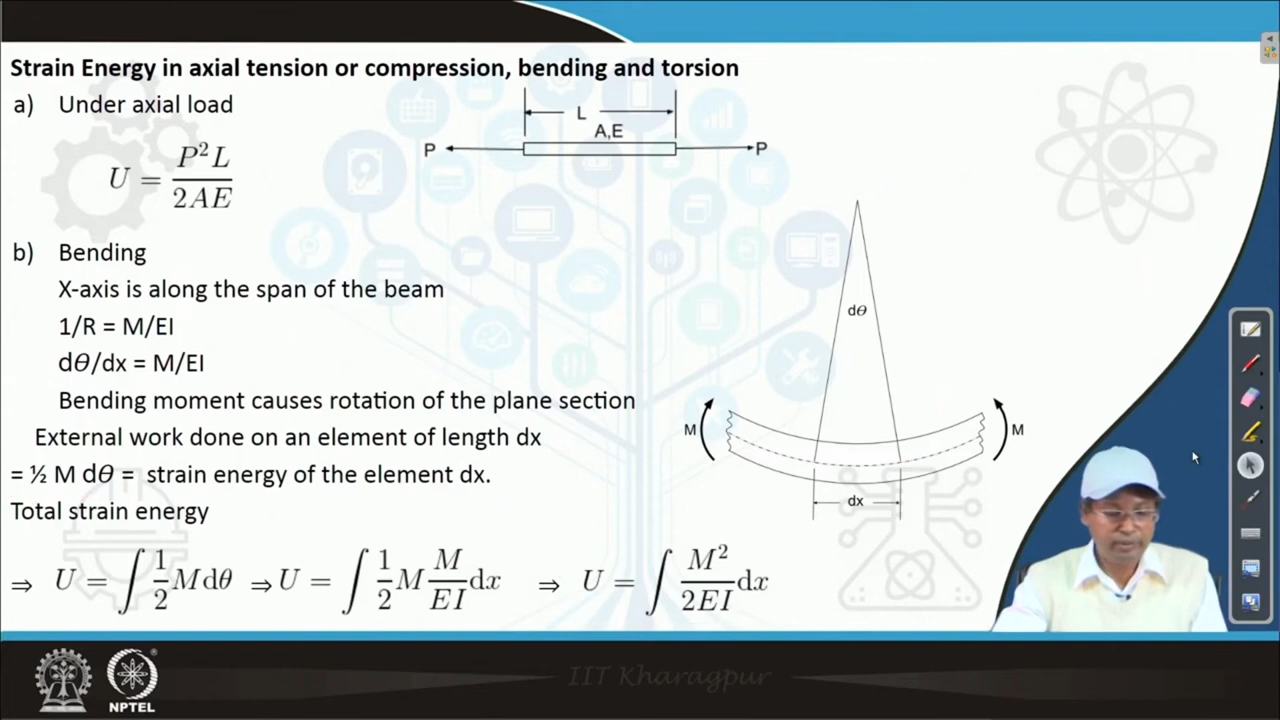 Strain Energy in axial tension or compression, bending and torsion
a) Under axial load
L
A,E
P
P
U = P²L / 2AE
b) Bending
X-axis is along the span of the beam
1/R = M/EI
dθ/dx = M/EI
Bending moment causes rotation of the plane section
External work done on an element of length dx
= ½ M dθ = strain energy of the element dx.
Total strain energy
⇒ U = ∫ 1/2 M dθ ⇒ U = ∫ 1/2 M M/EI dx ⇒ U = ∫ M²/2EI dx
dθ
M
M
dx
IIT Kharagpur
NPTEL